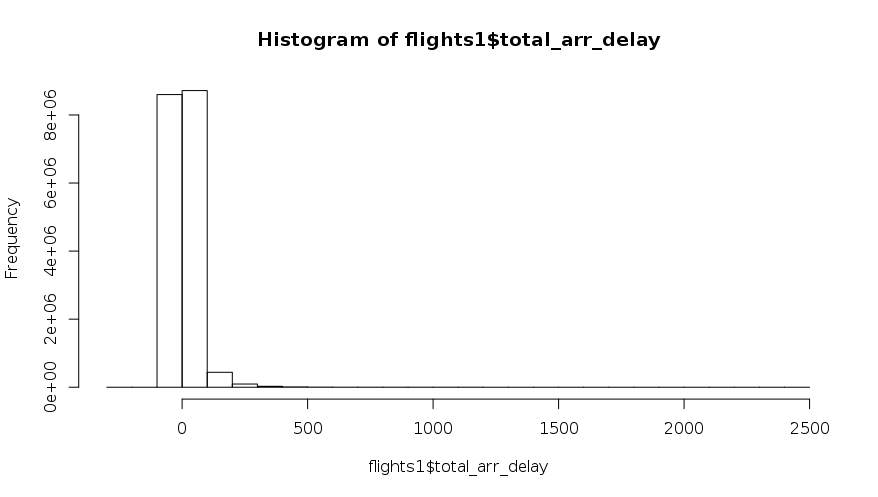 Histogram of flights1$total_arr_delay
Frequency
8e+06
6e+06
4e+06
2e+06
0e+00
0 500 1000 1500 2000 2500
flights1$total_arr_delay